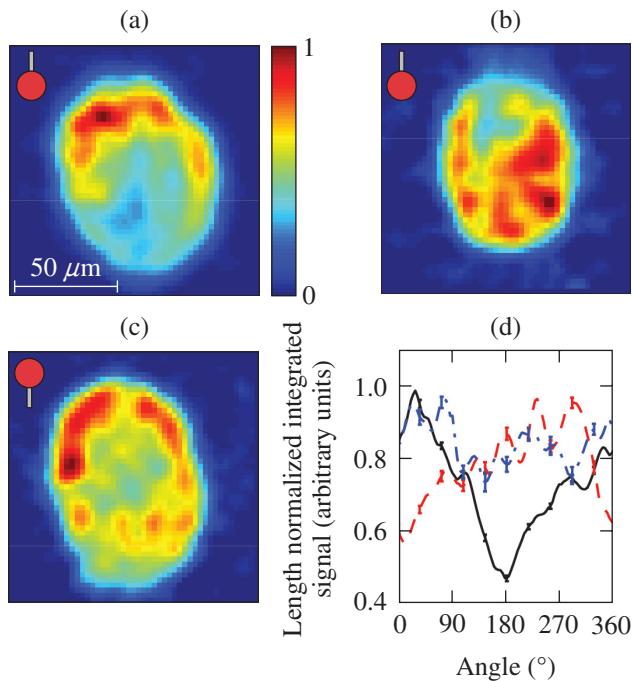 (a)
(b)
1
0
50 μm
(c)
(d)
Length normalized integrated
signal (arbitrary units)
1.0
0.8
0.6
0.4
0
90
180
270
360
Angle (°)